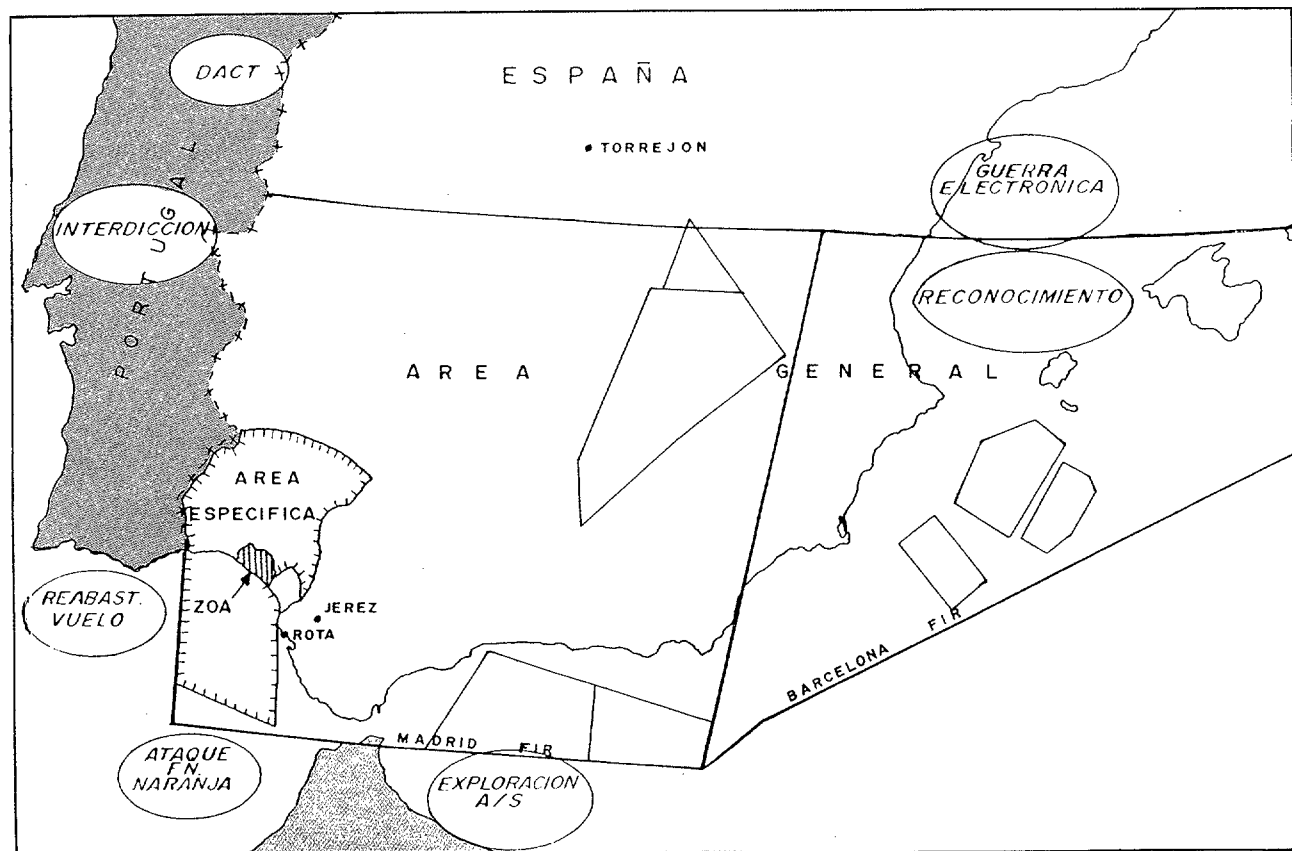 DACT
ESPAÑA
TORREJON
GUERRA
ELECTRONICA
INTERDICCION
PORTUGAL
RECONOCIMIENTO
AREA GENERAL
AREA
ESPECIFICA
ZOA
JEREZ
ROTA
REABAST.
VUELO
BARCELONA FIR
MADRID FIR
ATAQUE
FN.
NARANJA
EXPLORACION
A/S